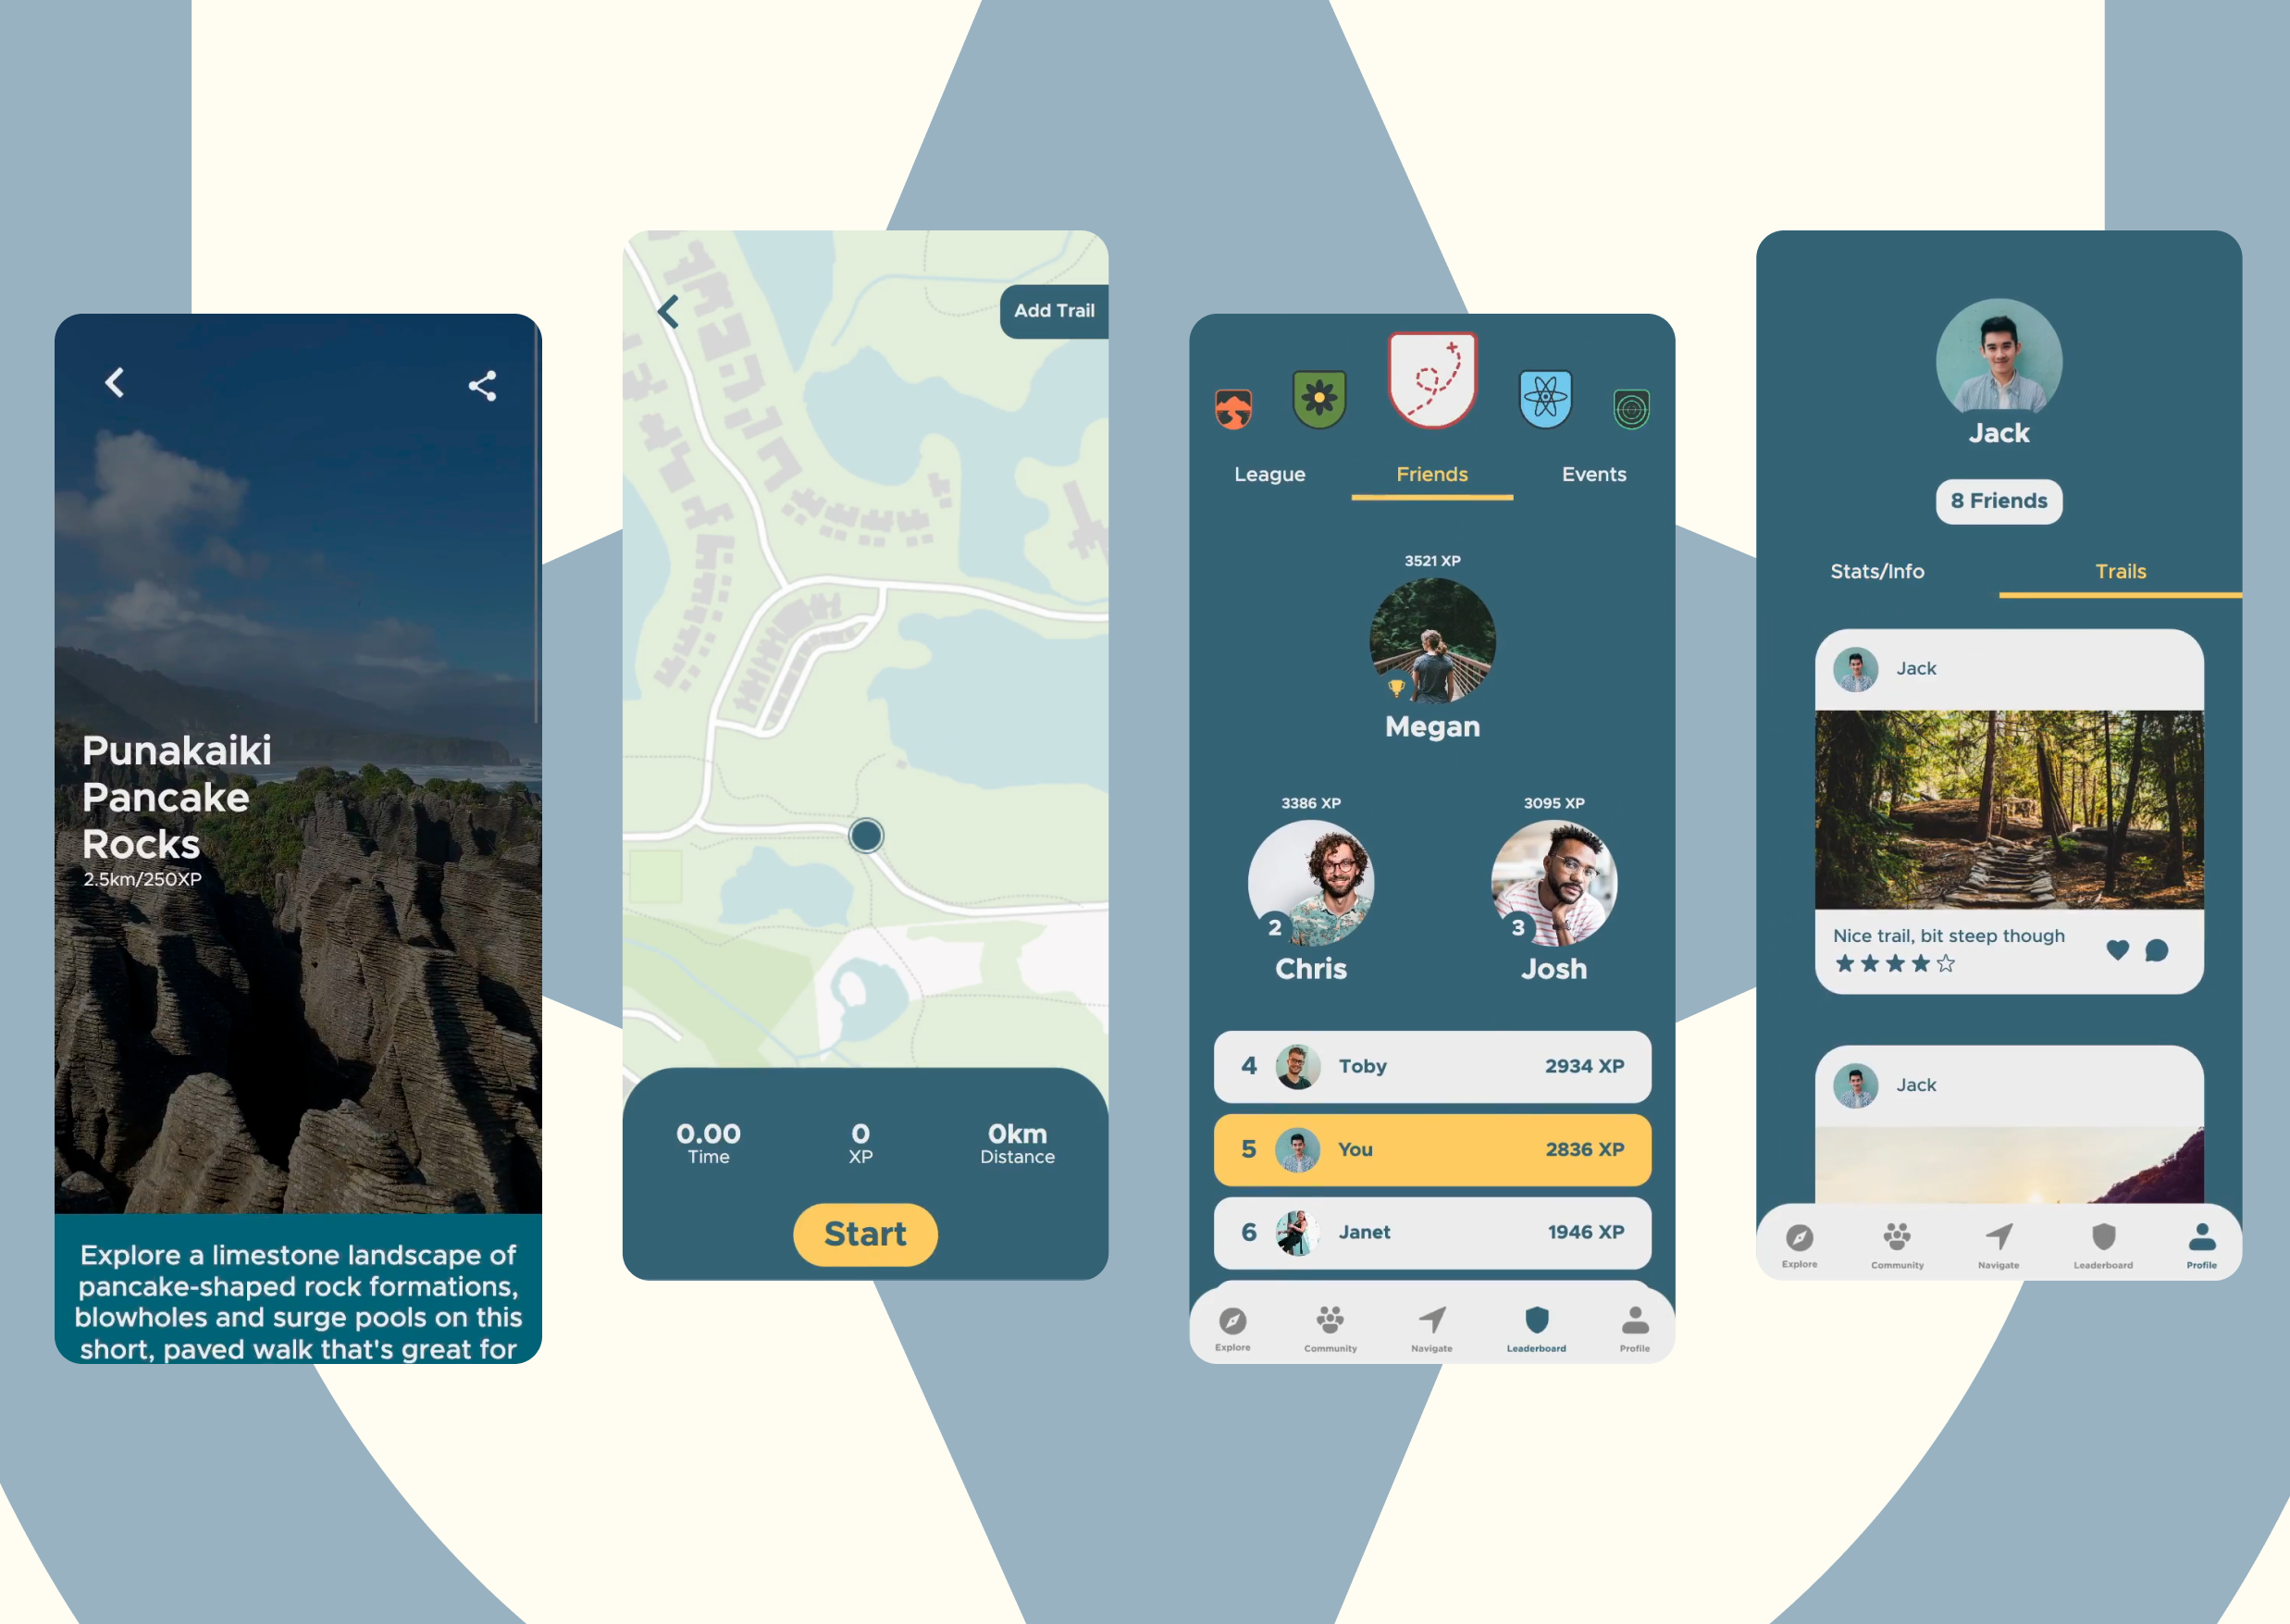 Punakaiki
Pancake
Rocks
2.5km/250XP
Explore a limestone landscape of
pancake-shaped rock formations,
blowholes and surge pools on this
short, paved walk that's great for
Add Trail
0.00
Time
0
XP
0km
Distance
Start
League Friends Events
3521 XP
Megan
3386 XP
2
Chris
3095 XP
3
Josh
4 Toby 2934 XP
5 You 2836 XP
6 Janet 1946 XP
Explore Community Navigate Leaderboard Profile
Jack
8 Friends
Stats/Info Trails
Jack
Nice trail, bit steep though
Jack
Explore Community Navigate Leaderboard Profile